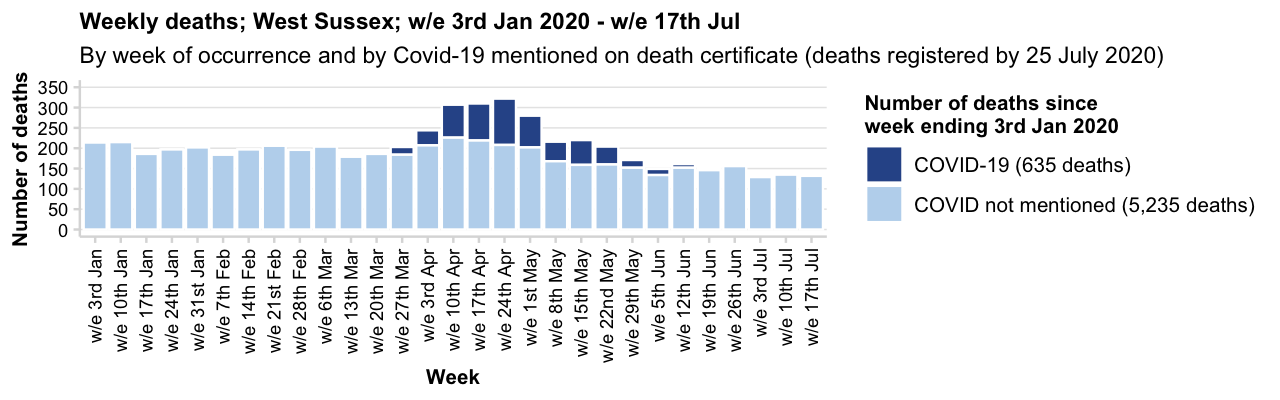 Weekly deaths; West Sussex; w/e 3rd Jan 2020 - w/e 17th Jul
By week of occurrence and by Covid-19 mentioned on death certificate (deaths registered by 25 July 2020)
Number of deaths
350
300
250
200
150
100
50
0
w/e 3rd Jan
w/e 10th Jan
w/e 17th Jan
w/e 24th Jan
w/e 31st Jan
w/e 7th Feb
w/e 14th Feb
w/e 21st Feb
w/e 28th Feb
w/e 6th Mar
w/e 13th Mar
w/e 20th Mar
w/e 27th Mar
w/e 3rd Apr
w/e 10th Apr
w/e 17th Apr
w/e 24th Apr
w/e 1st May
w/e 8th May
w/e 15th May
w/e 22nd May
w/e 29th May
w/e 5th Jun
w/e 12th Jun
w/e 19th Jun
w/e 26th Jun
w/e 3rd Jul
w/e 10th Jul
w/e 17th Jul
Week
Number of deaths since
week ending 3rd Jan 2020
COVID-19 (635 deaths)
COVID not mentioned (5,235 deaths)